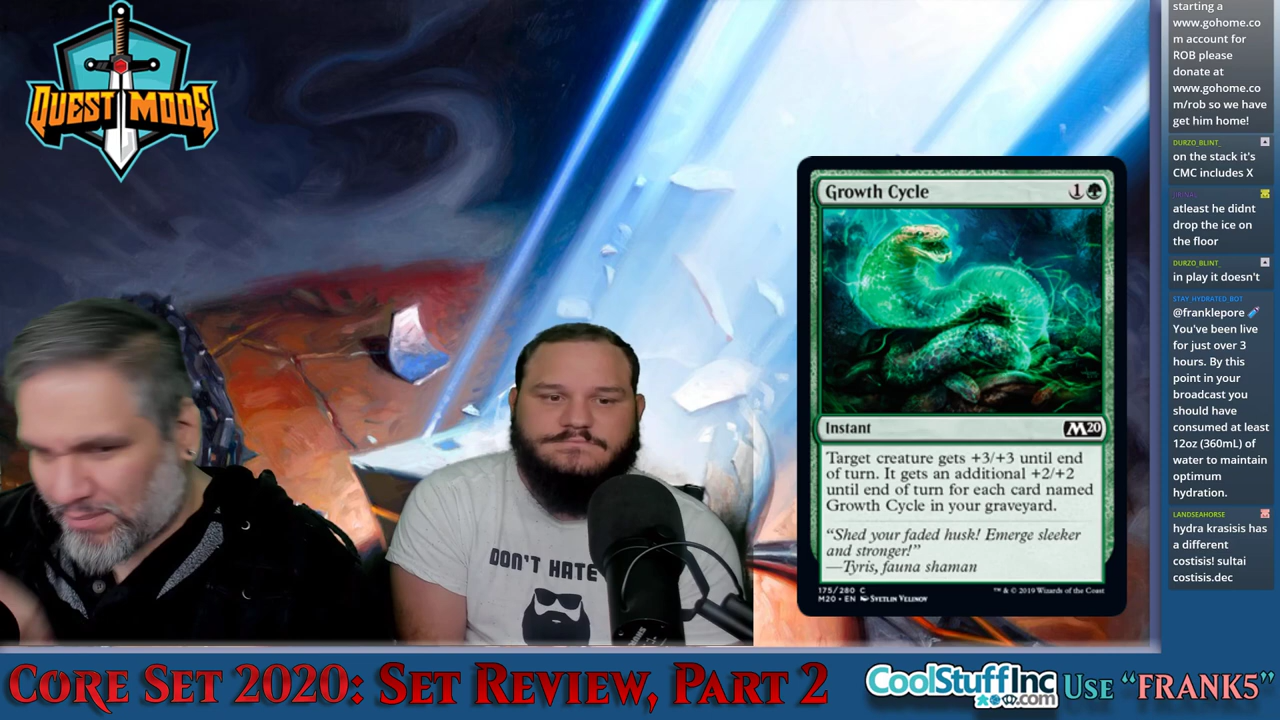 QUEST MODE
Growth Cycle 1
Instant M20
Target creature gets +3/+3 until end
of turn. It gets an additional +2/+2
until end of turn for each card named
Growth Cycle in your graveyard.
“Shed your faded husk! Emerge sleeker
and stronger!”
—Tyris, fauna shaman
175/280 C
M20 • EN Svetlin Velinov
™ & © 2019 Wizards of the Coast
DON'T HATE
starting a
www.gohome.co
m account for
ROB please
donate at
www.gohome.co
m/rob so we have
get him home!
DURZO_BLINT_
on the stack it's
CMC includes X
atleast he didnt
drop the ice on
the floor
DURZO_BLINT_
in play it doesn't
STAY_HYDRATED_BOT
@franklepore
You've been live
for just over 3
hours. By this
point in your
broadcast you
should have
consumed at least
12oz (360mL) of
water to maintain
optimum
hydration.
LANDSEAHORSE
hydra krasisis has
a different
costisis! sultai
costisis.dec
Core Set 2020: Set Review, Part 2
CoolStuffInc
.com
Use “FRANK5”